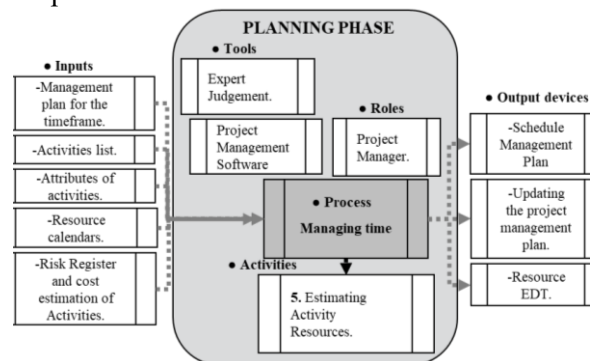 PLANNING PHASE
● Tools
Expert
Judgement.
Project
Management
Software
● Roles
Project
Manager.
● Inputs
-Management
plan for the
timeframe.
-Activities list.
-Attributes of
activities.
-Resource
calendars.
-Risk Register
and cost
estimation of
Activities.
● Process
Managing time
● Activities
5. Estimating
Activity
Resources.
● Output devices
-Schedule
Management
Plan
-Updating
the project
management
plan.
-Resource
EDT.